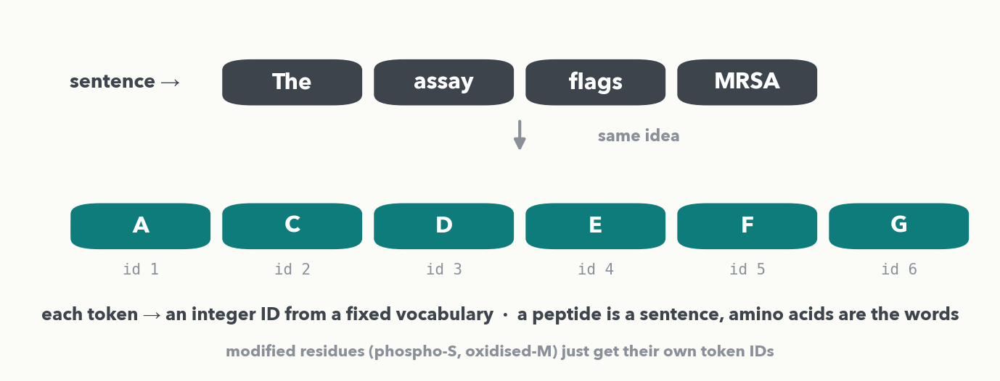 sentence → The assay flags MRSA
same idea
A C D E F G
id 1 id 2 id 3 id 4 id 5 id 6
each token → an integer ID from a fixed vocabulary · a peptide is a sentence, amino acids are the words
modified residues (phospho-S, oxidised-M) just get their own token IDs